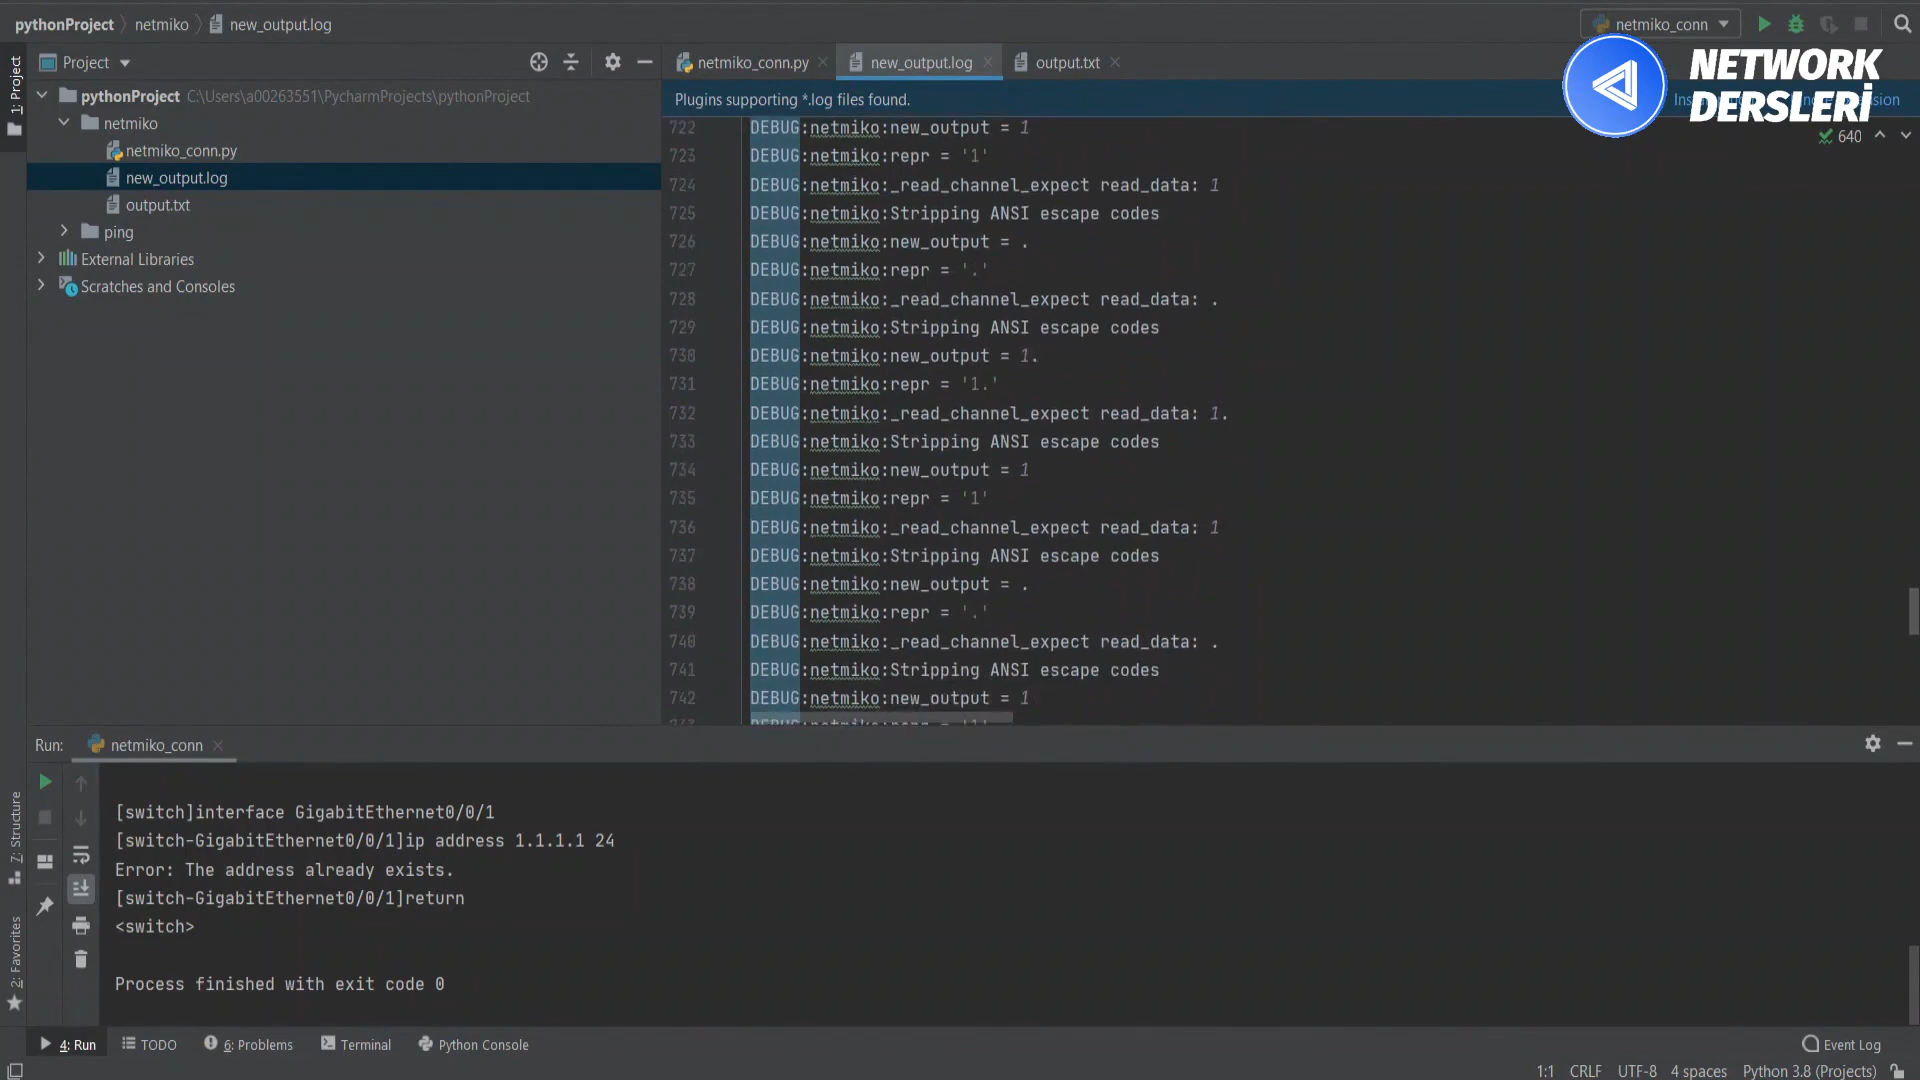 pythonProject netmiko new_output.log
netmiko_conn
NETWORK
DERSLERİ
1: Project
Project
netmiko_conn.py new_output.log output.txt
pythonProject C:\Users\a00263551\PycharmProjects\pythonProject
netmiko
netmiko_conn.py
new_output.log
output.txt
ping
External Libraries
Scratches and Consoles
Plugins supporting *.log files found.
640
722 DEBUG:netmiko:new_output = 1
723 DEBUG:netmiko:repr = '1'
724 DEBUG:netmiko:_read_channel_expect read_data: 1
725 DEBUG:netmiko:Stripping ANSI escape codes
726 DEBUG:netmiko:new_output = .
727 DEBUG:netmiko:repr = '.'
728 DEBUG:netmiko:_read_channel_expect read_data: .
729 DEBUG:netmiko:Stripping ANSI escape codes
730 DEBUG:netmiko:new_output = 1.
731 DEBUG:netmiko:repr = '1.'
732 DEBUG:netmiko:_read_channel_expect read_data: 1.
733 DEBUG:netmiko:Stripping ANSI escape codes
734 DEBUG:netmiko:new_output = 1
735 DEBUG:netmiko:repr = '1'
736 DEBUG:netmiko:_read_channel_expect read_data: 1
737 DEBUG:netmiko:Stripping ANSI escape codes
738 DEBUG:netmiko:new_output = .
739 DEBUG:netmiko:repr = '.'
740 DEBUG:netmiko:_read_channel_expect read_data: .
741 DEBUG:netmiko:Stripping ANSI escape codes
742 DEBUG:netmiko:new_output = 1
Run: netmiko_conn
[switch]interface GigabitEthernet0/0/1
[switch-GigabitEthernet0/0/1]ip address 1.1.1.1 24
Error: The address already exists.
[switch-GigabitEthernet0/0/1]return
<switch>
Process finished with exit code 0
7: Structure
2: Favorites
4: Run TODO 6: Problems Terminal Python Console Event Log
1:1 CRLF UTF-8 4 spaces Python 3.8 (Projects)